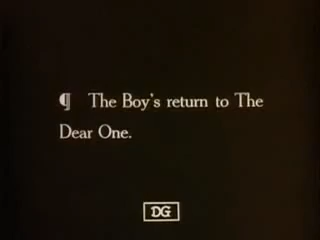 ¶ The Boy's return to The
Dear One.
DG